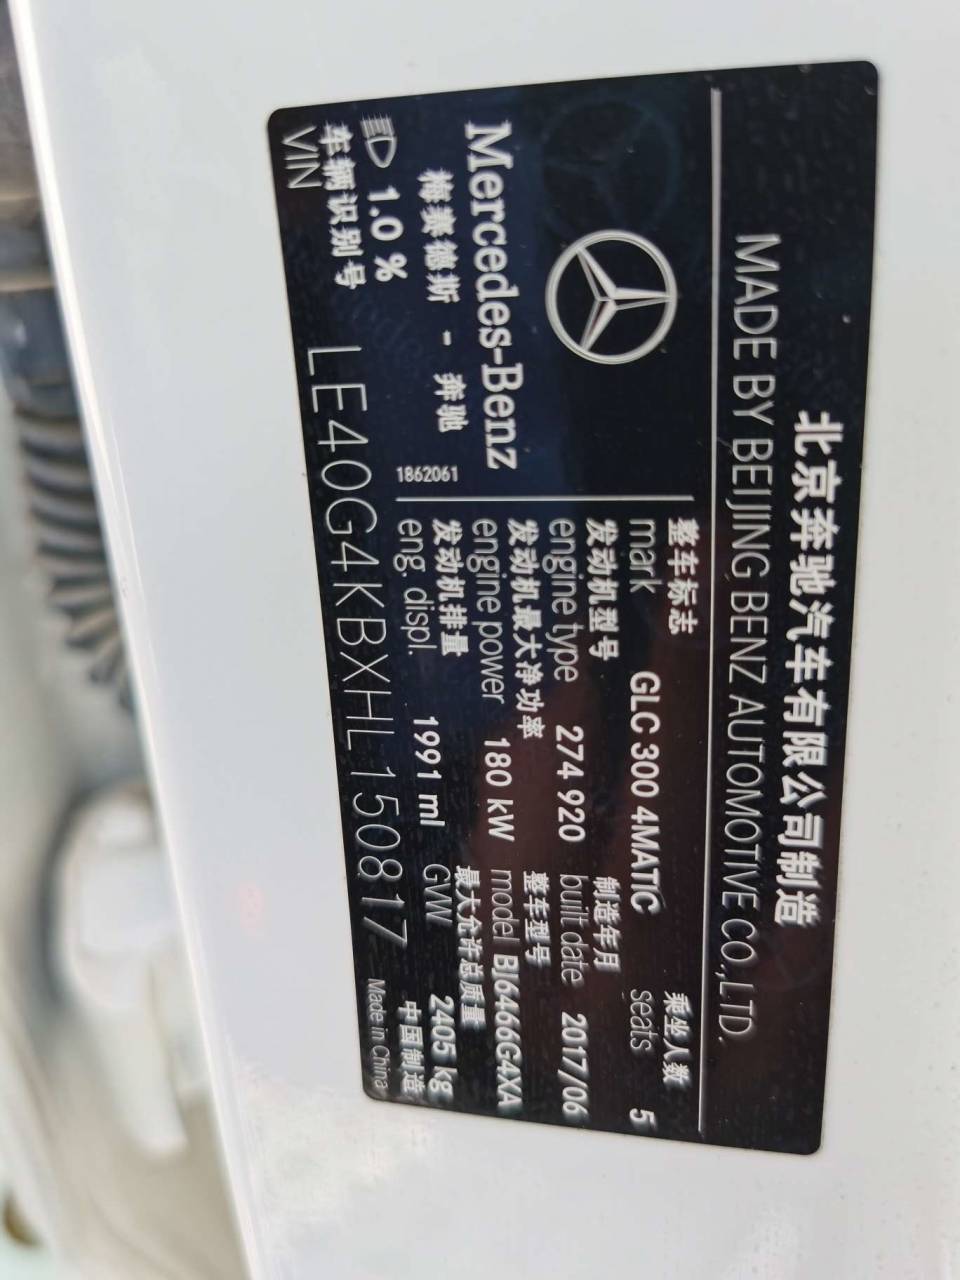 北京奔驰汽车有限公司制造
MADE BY BEIJING BENZ AUTOMOTIVE CO.,LTD.
整车标志
mark GLC 300 4MATIC
乘坐人数
seats 5
发动机型号
engine type 274 920
制造年月
built date 2017/06
发动机最大净功率
engine power 180 kW
整车型号
model BJ6466G4XA
发动机排量
eng. displ. 1991 ml
最大允许总质量
GVW 2405 kg
Mercedes-Benz
梅赛德斯 - 奔驰
1862061
1.0 %
车辆识别号
VIN LE40G4KBXHL150817
中国制造
Made in China